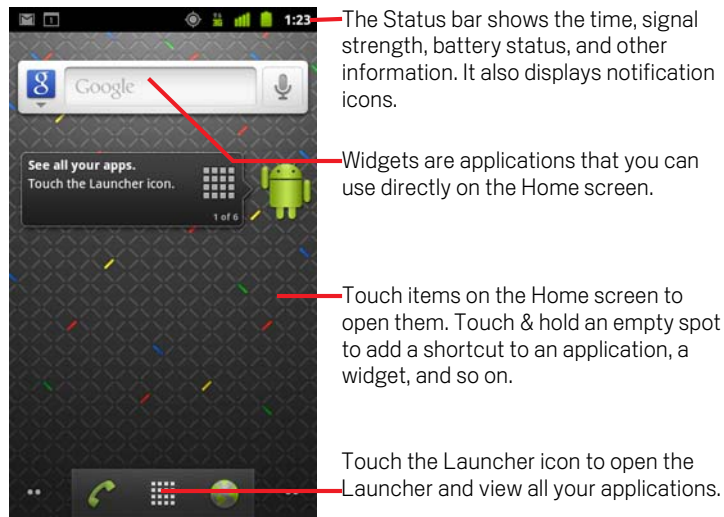 1
3G
1:23
8
Google
See all your apps.
Touch the Launcher icon.
1 of 6
The Status bar shows the time, signal
strength, battery status, and other
information. It also displays notification
icons.
Widgets are applications that you can
use directly on the Home screen.
Touch items on the Home screen to
open them. Touch & hold an empty spot
to add a shortcut to an application, a
widget, and so on.
Touch the Launcher icon to open the
Launcher and view all your applications.